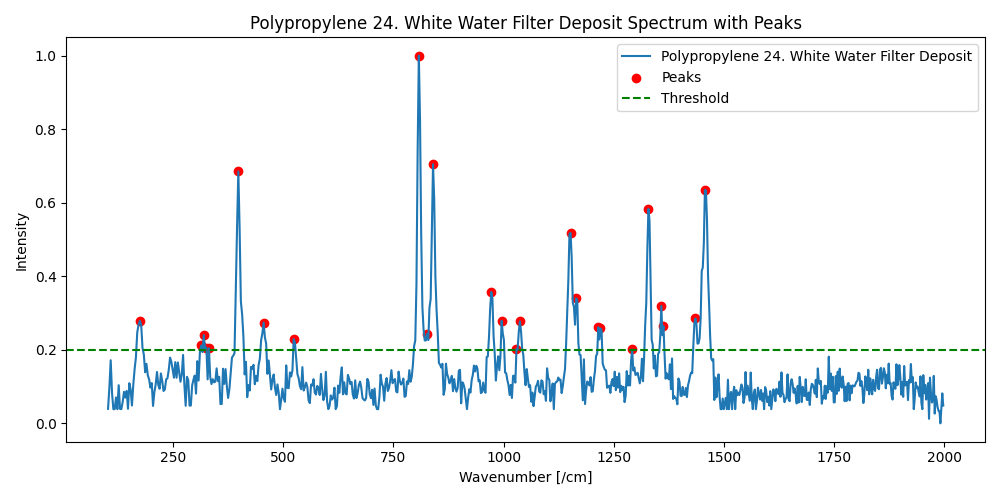 Polypropylene 24. White Water Filter Deposit Spectrum with Peaks
Polypropylene 24. White Water Filter Deposit
Peaks
Threshold
Intensity
1.0
0.8
0.6
0.4
0.2
0.0
250 500 750 1000 1250 1500 1750 2000
Wavenumber [/cm]